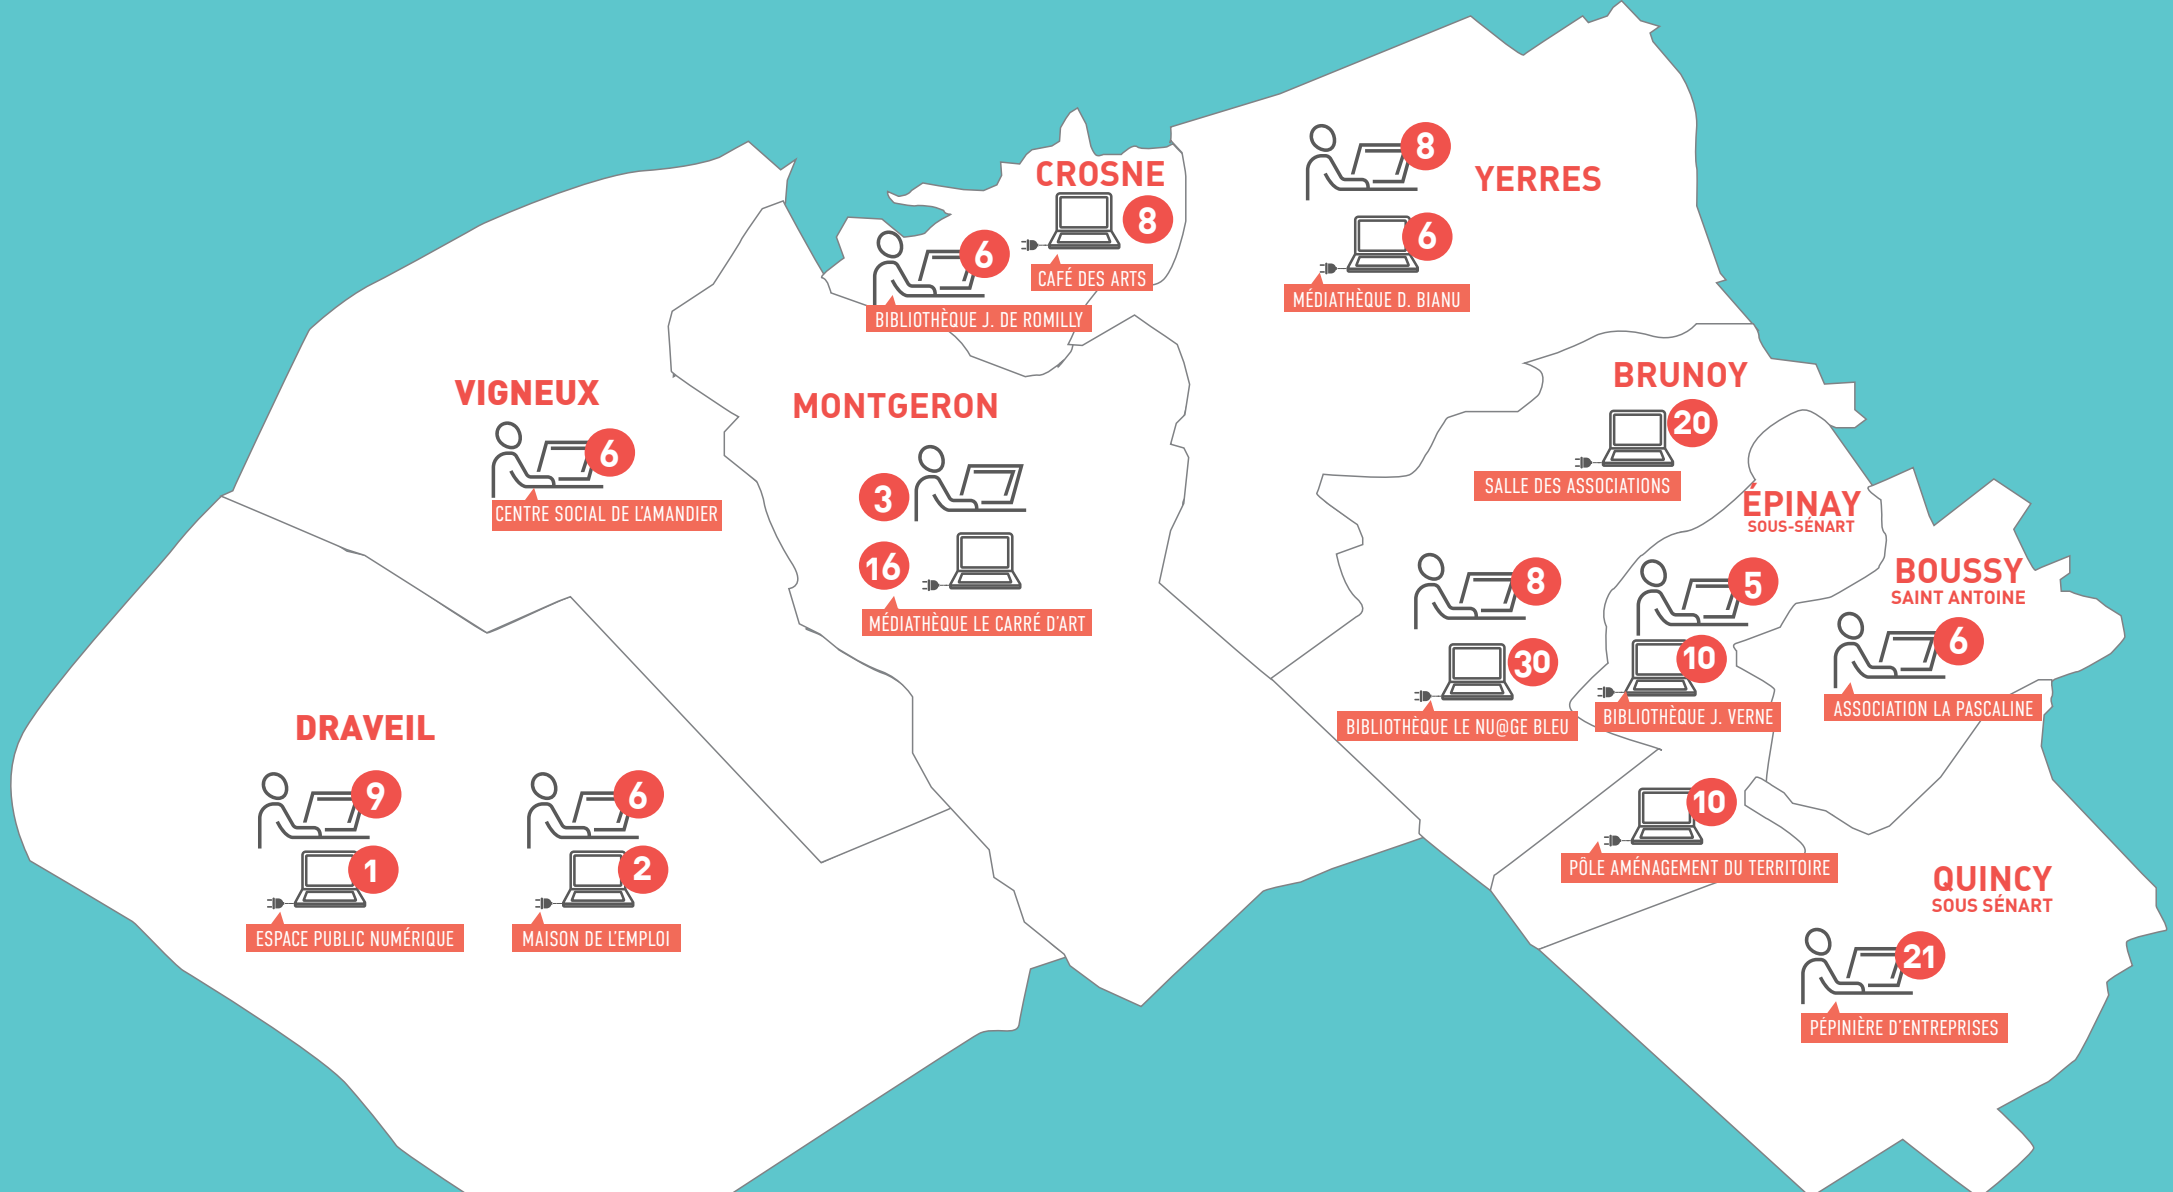 CROSNE
8
CAFÉ DES ARTS
6
BIBLIOTHÈQUE J. DE ROMILLY
YERRES
8
6
MÉDIATHÈQUE D. BIANU
VIGNEUX
6
CENTRE SOCIAL DE L'AMANDIER
MONTGERON
3
16
MÉDIATHÈQUE LE CARRÉ D'ART
BRUNOY
20
SALLE DES ASSOCIATIONS
8
30
BIBLIOTHÈQUE LE NU@GE BLEU
ÉPINAY
SOUS-SÉNART
5
10
BIBLIOTHÈQUE J. VERNE
10
PÔLE AMÉNAGEMENT DU TERRITOIRE
BOUSSY
SAINT ANTOINE
6
ASSOCIATION LA PASCALINE
DRAVEIL
9
1
ESPACE PUBLIC NUMÉRIQUE
6
2
MAISON DE L'EMPLOI
QUINCY
SOUS SÉNART
21
PÉPINIÈRE D'ENTREPRISES